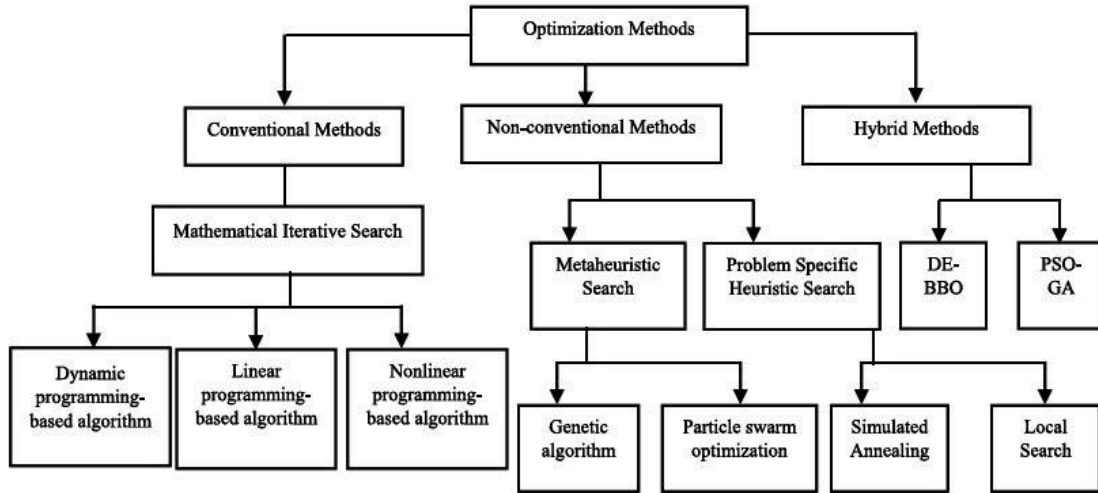 Optimization Methods
Conventional Methods
Non-conventional Methods
Hybrid Methods
Mathematical Iterative Search
Metaheuristic
Search
Problem Specific
Heuristic Search
DE-
BBO
PSO-
GA
Dynamic
programming-
based algorithm
Linear
programming-
based algorithm
Nonlinear
programming-
based algorithm
Genetic
algorithm
Particle swarm
optimization
Simulated
Annealing
Local
Search